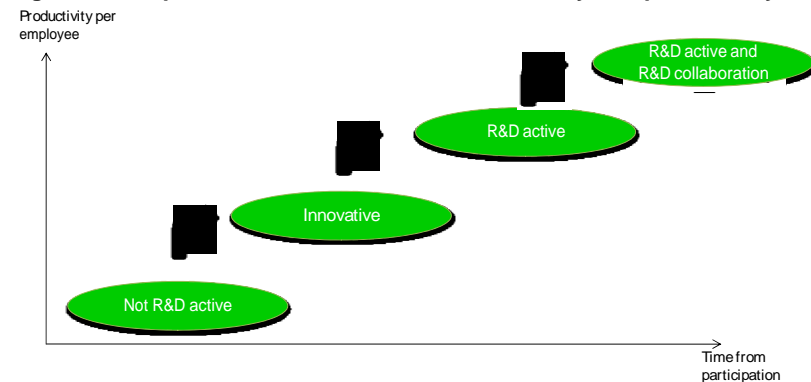 Productivity per
employee
R&D active and
R&D collaboration
R&D active
Innovative
Not R&D active
Time from
participation